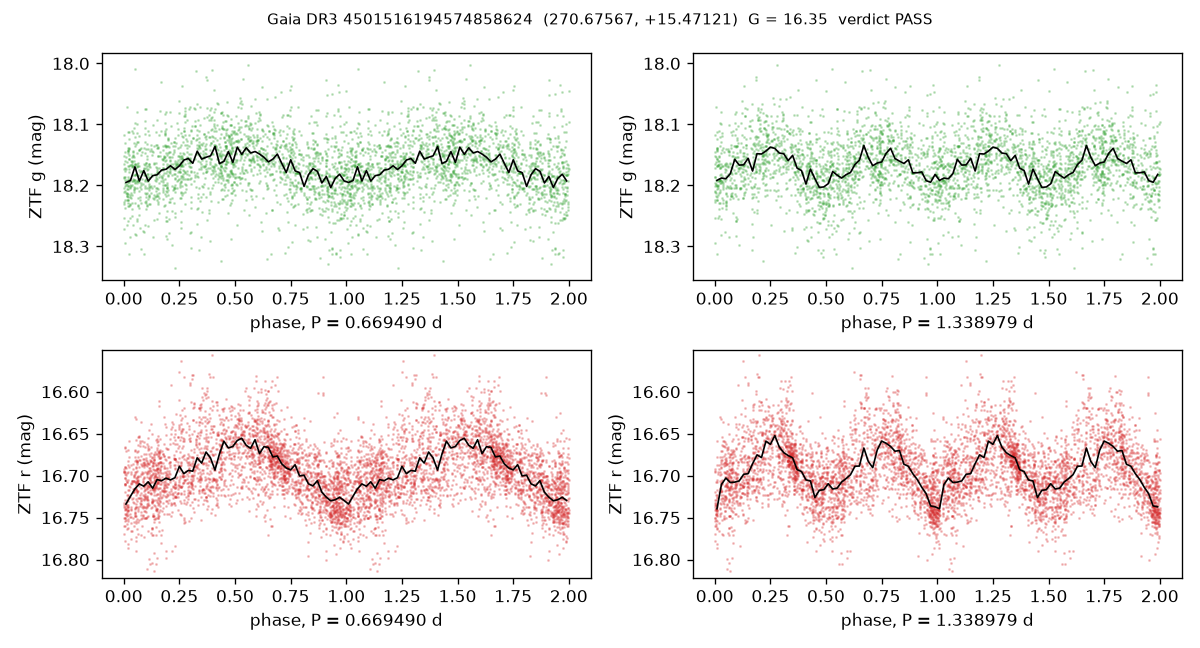 Gaia DR3 4501516194574858624 (270.67567, +15.47121) G = 16.35 verdict PASS
18.0
18.1
18.2
18.3
ZTF g (mag)
0.00 0.25 0.50 0.75 1.00 1.25 1.50 1.75 2.00
phase, P = 0.669490 d
18.0
18.1
18.2
18.3
ZTF g (mag)
0.00 0.25 0.50 0.75 1.00 1.25 1.50 1.75 2.00
phase, P = 1.338979 d
16.60
16.65
16.70
16.75
16.80
ZTF r (mag)
0.00 0.25 0.50 0.75 1.00 1.25 1.50 1.75 2.00
phase, P = 0.669490 d
16.60
16.65
16.70
16.75
16.80
ZTF r (mag)
0.00 0.25 0.50 0.75 1.00 1.25 1.50 1.75 2.00
phase, P = 1.338979 d